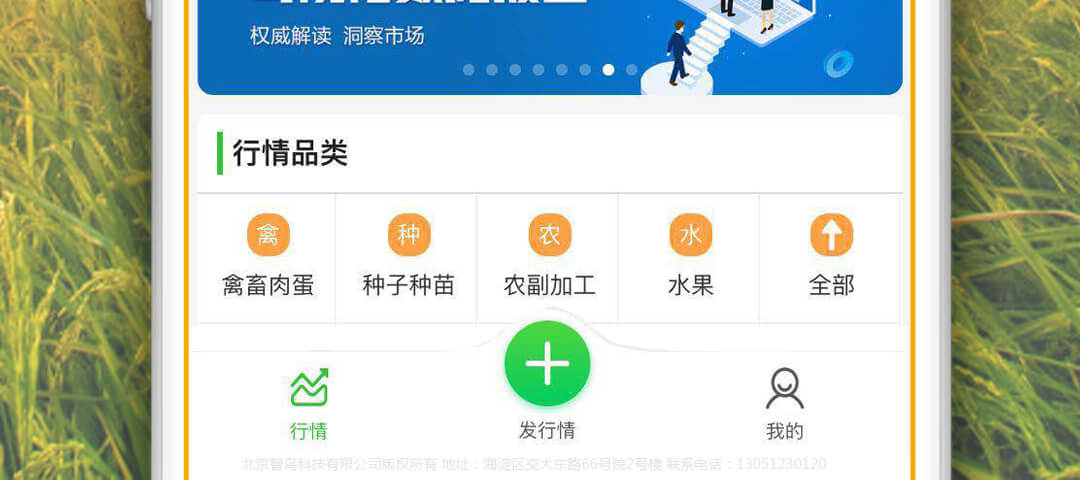 权威解读 洞察市场
行情品类
禽 种 农 水
禽畜肉蛋 种子种苗 农副加工 水果 全部
行情 发行情 我的
北京智鸟科技有限公司版权所有 地址：海淀区交大东路66号院2号楼 联系电话：13051230120